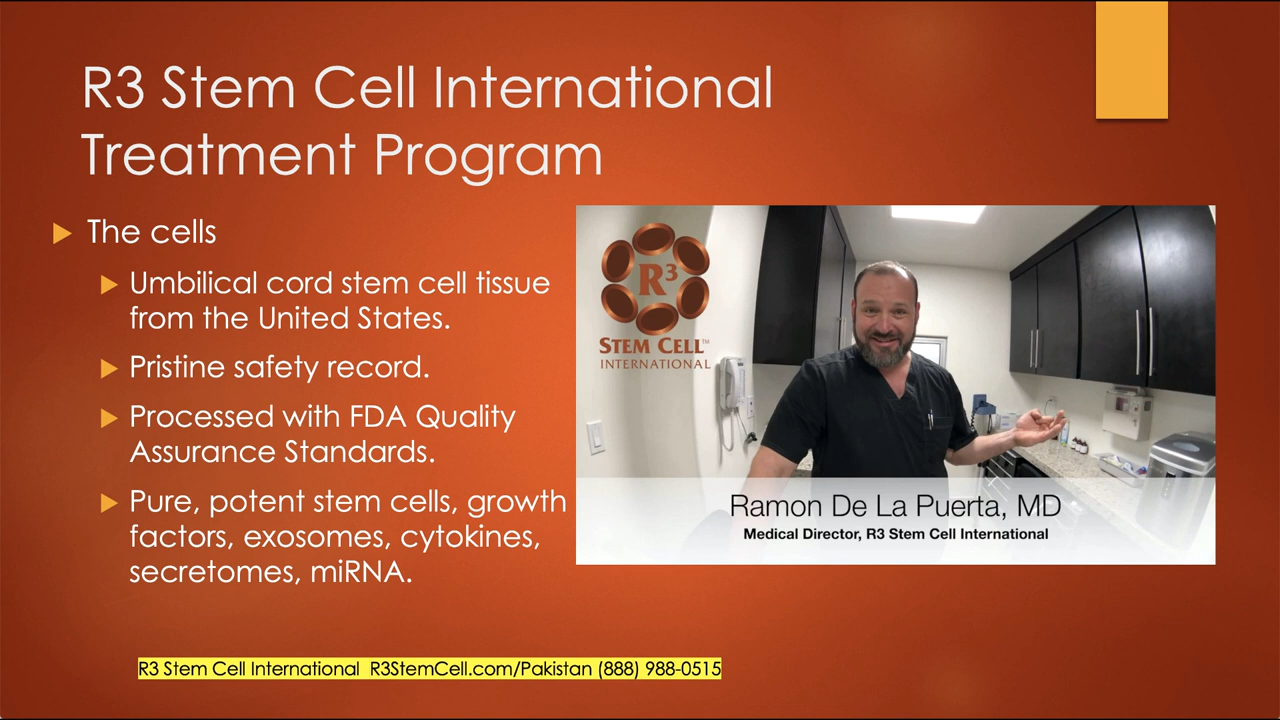 R3 Stem Cell International
Treatment Program
The cells
Umbilical cord stem cell tissue
from the United States.
Pristine safety record.
Processed with FDA Quality
Assurance Standards.
Pure, potent stem cells, growth
factors, exosomes, cytokines,
secretomes, miRNA.
R³
STEM CELL™
INTERNATIONAL
Ramon De La Puerta, MD
Medical Director, R3 Stem Cell International
R3 Stem Cell International R3StemCell.com/Pakistan (888) 988-0515